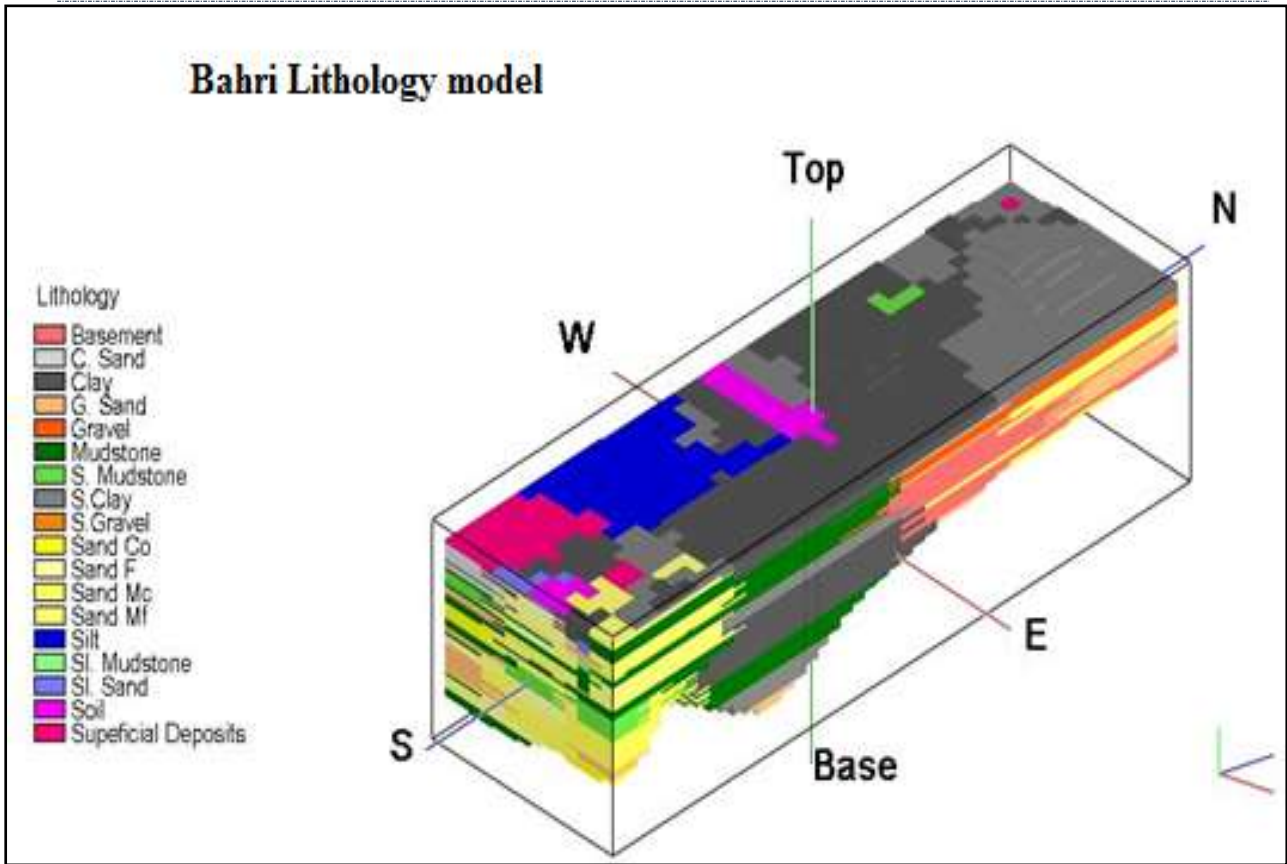 Bahri Lithology model
Top
N
W
Lithology
Basement
C. Sand
Clay
G. Sand
Gravel
Mudstone
S. Mudstone
S.Clay
S.Gravel
Sand Co
Sand F
Sand Mc
Sand Mf
Silt
Sl. Mudstone
Sl. Sand
Soil
Supeficial Deposits
E
S
Base